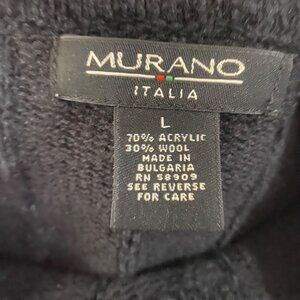 MURANO
ITALIA
L
70% ACRYLIC
30% WOOL
MADE IN
BULGARIA
RN 58909
SEE REVERSE
FOR CARE